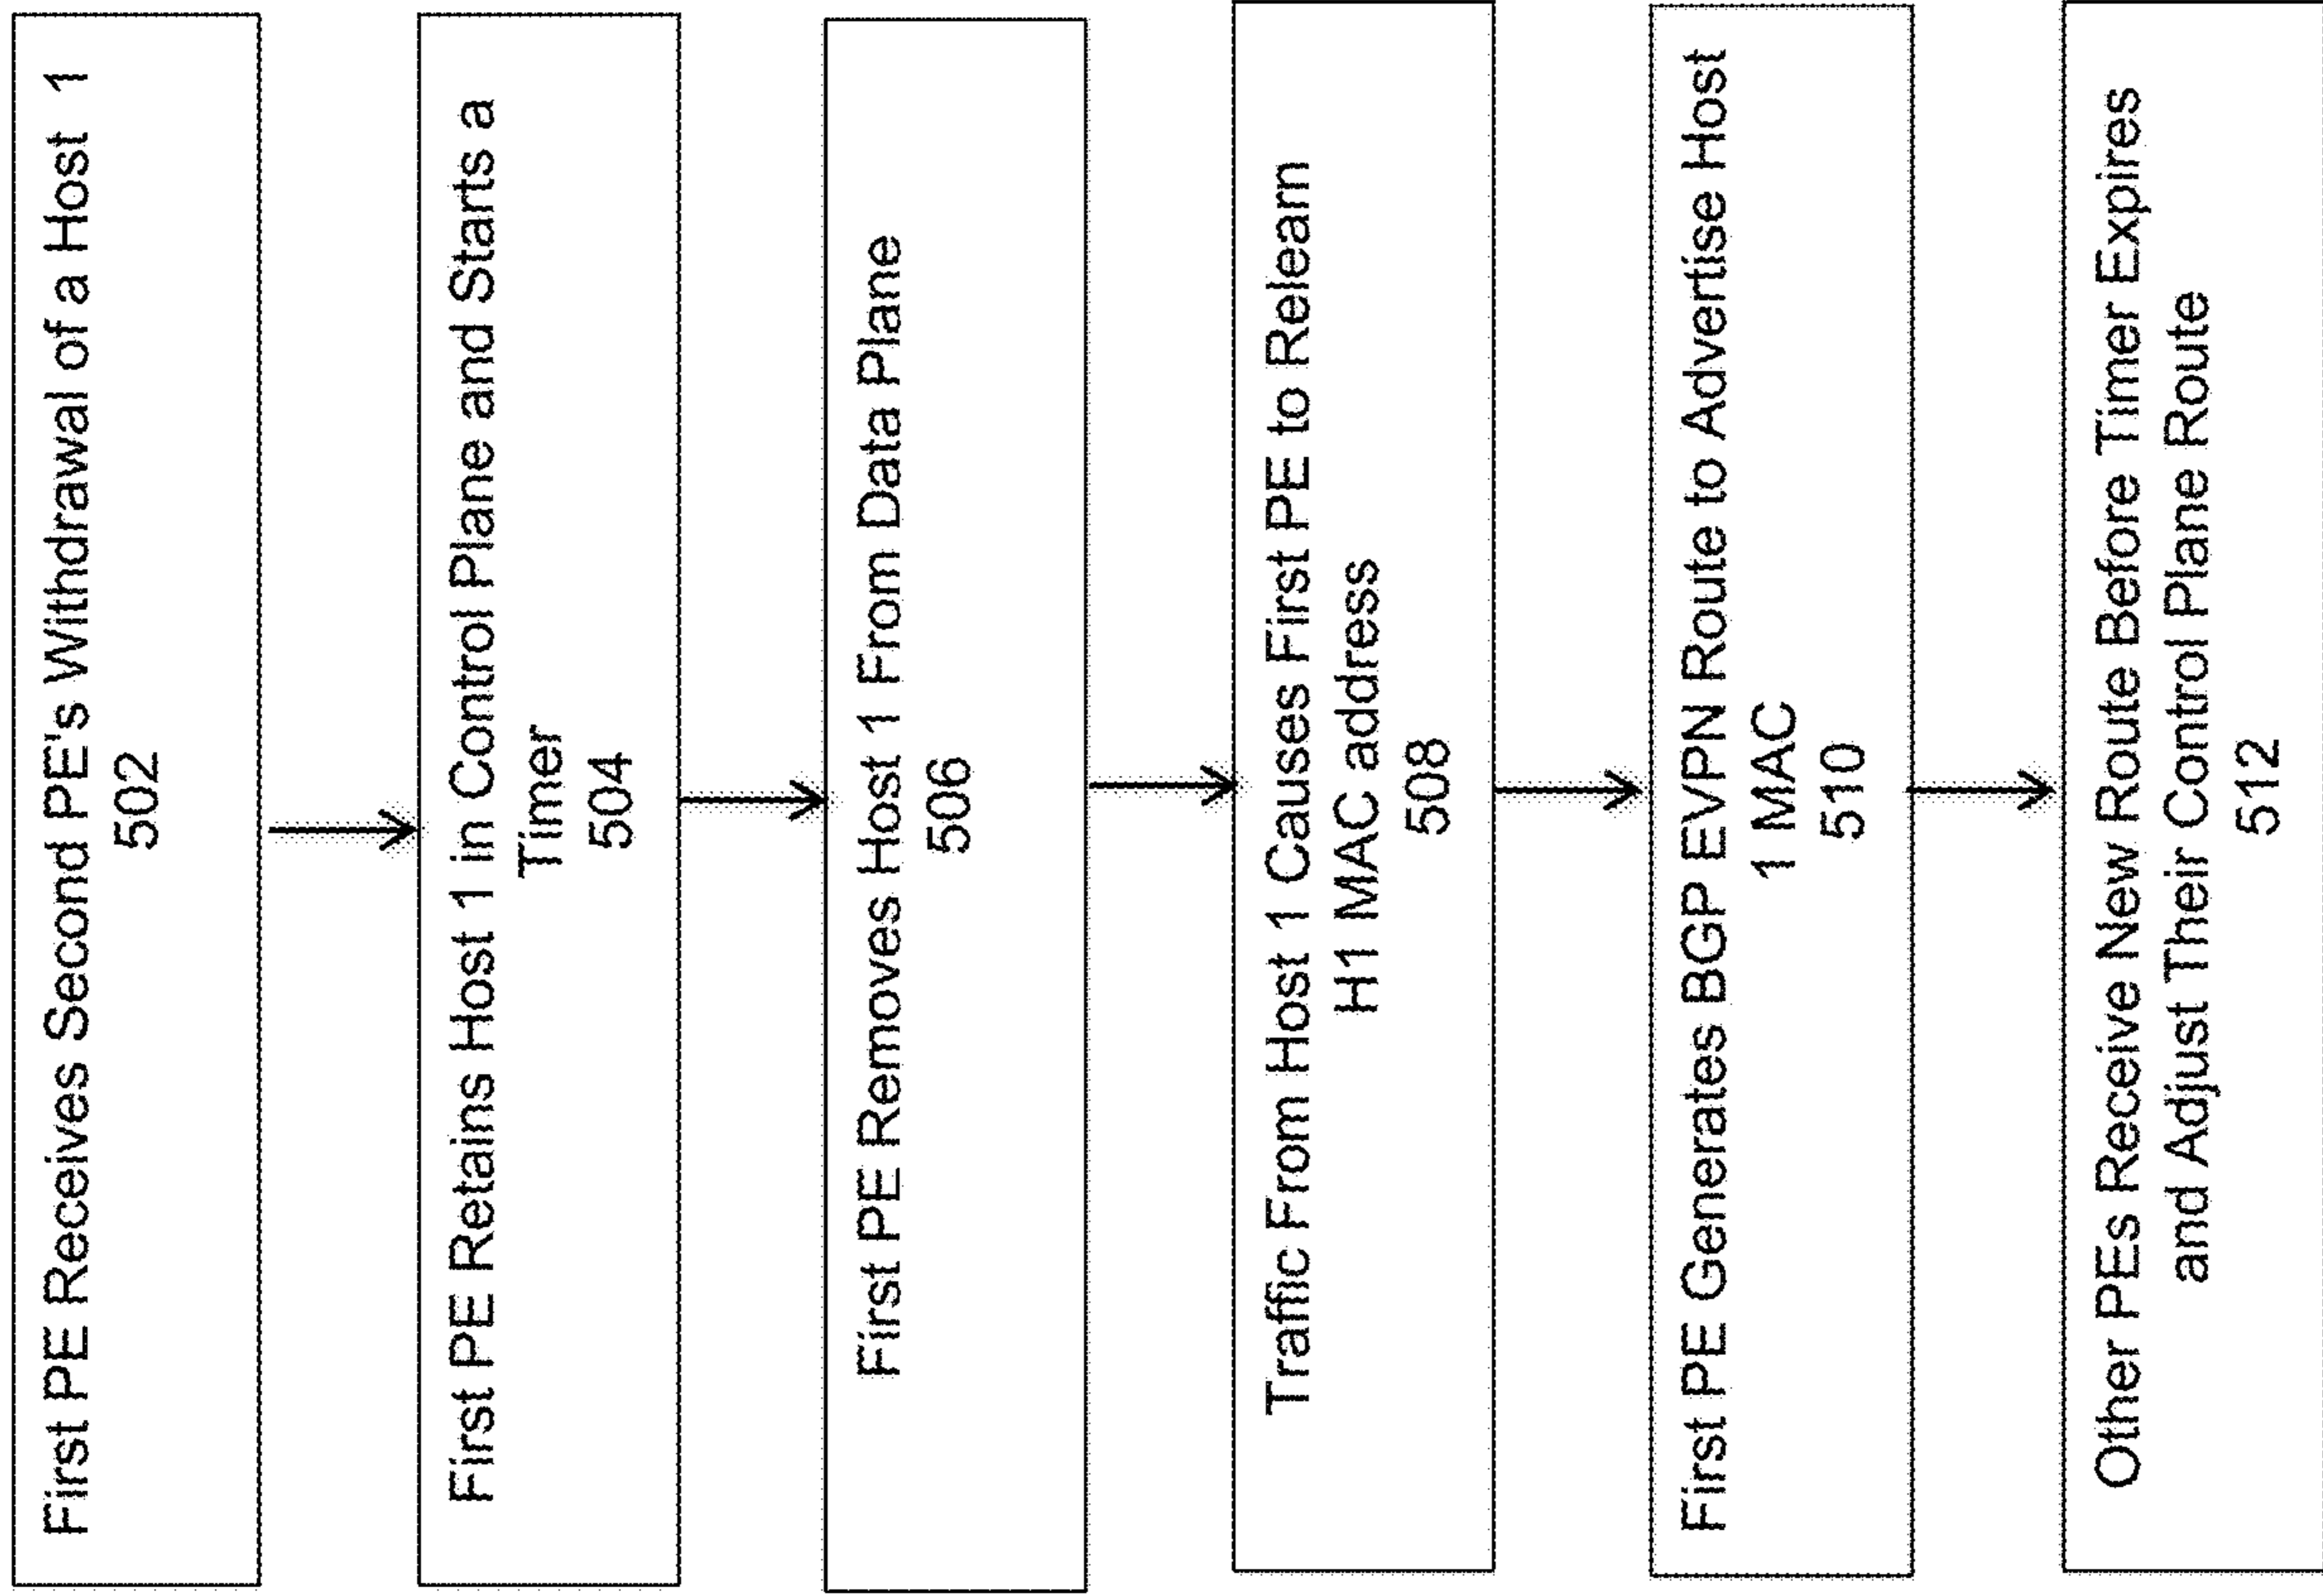 First PE Receives Second PE's Withdrawal of a Host 1
502
First PE Retains Host 1 in Control Plane and Starts a
Timer
504
First PE Removes Host 1 From Data Plane
506
Traffic From Host 1 Causes First PE to Relearn
H1 MAC address
508
First PE Generates BGP EVPN Route to Advertise Host
1 MAC
510
Other PEs Receive New Route Before Timer Expires
and Adjust Their Control Plane Route
512